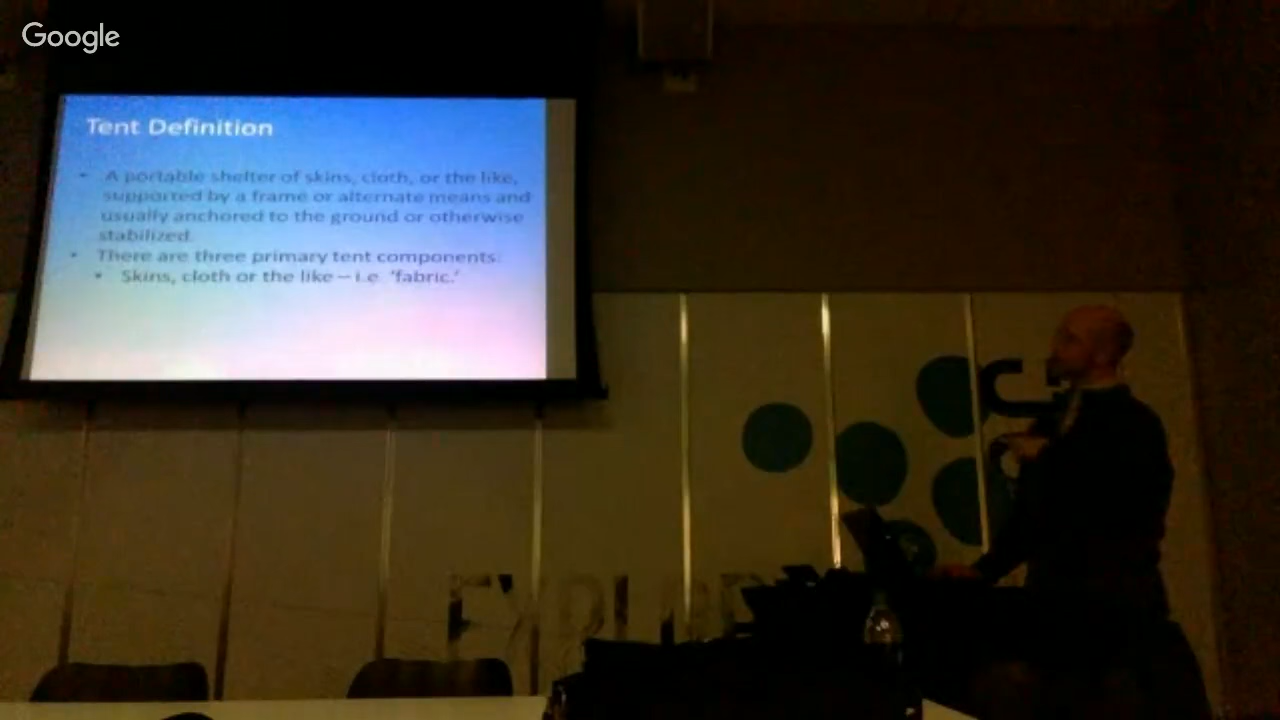 Google
Tent Definition
• A portable shelter of skins, cloth, or the like,
supported by a frame or alternate means and
usually anchored to the ground or otherwise
stabilized.
• There are three primary tent components:
• Skins, cloth or the like – i.e. 'fabric.'